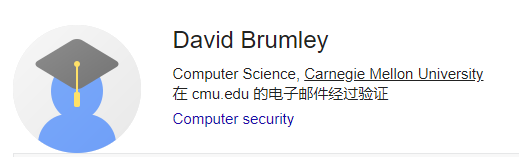 David Brumley
Computer Science, Carnegie Mellon University
在 cmu.edu 的电子邮件经过验证
Computer security